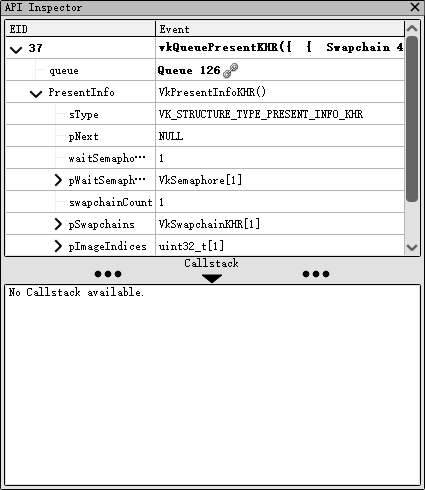 API Inspector
EID Event
37 vkQueuePresentKHR({ { Swapchain 4
queue Queue 126
PresentInfo VkPresentInfoKHR()
sType VK_STRUCTURE_TYPE_PRESENT_INFO_KHR
pNext NULL
waitSemapho··· 1
pWaitSemaph··· VkSemaphore[1]
swapchainCount 1
pSwapchains VkSwapchainKHR[1]
pImageIndices uint32_t[1]
Callstack
No Callstack available.